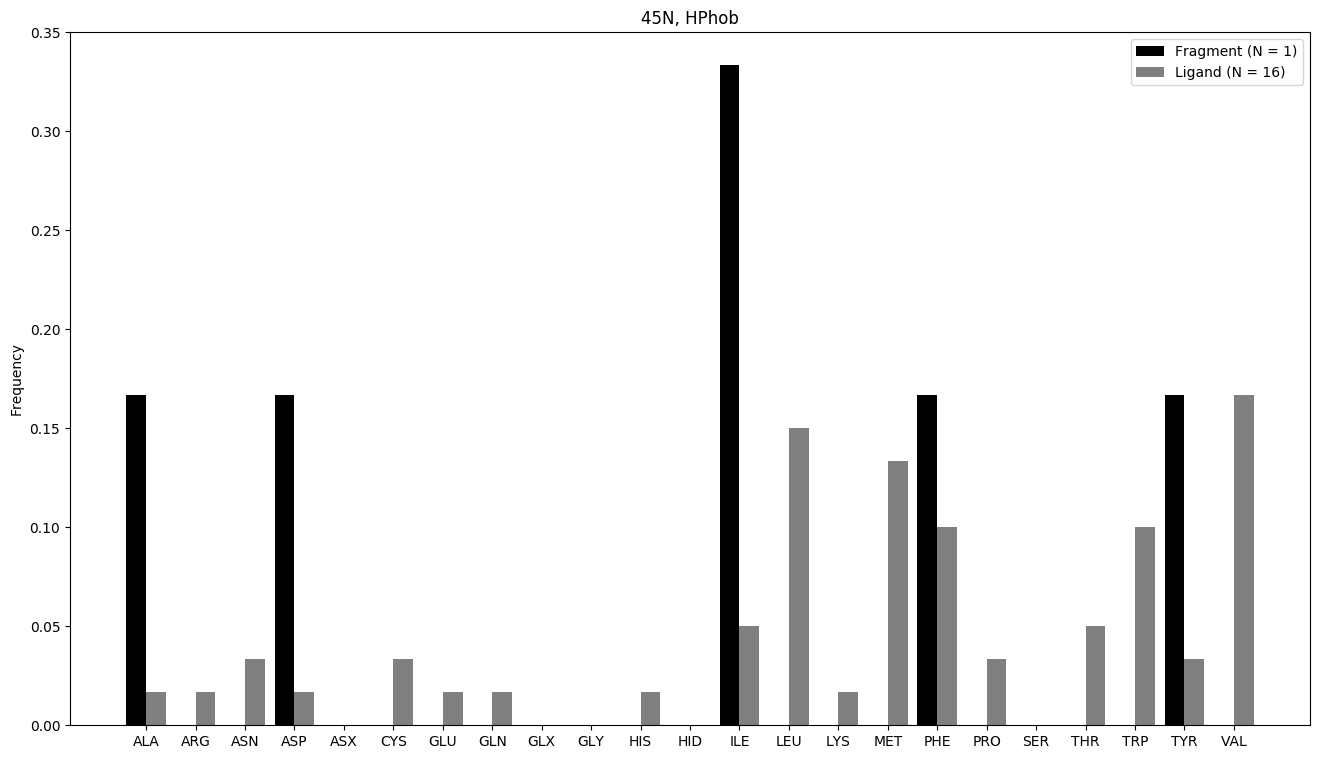 45N, HPhob
Fragment (N = 1)
Ligand (N = 16)
Frequency
0.35
0.30
0.25
0.20
0.15
0.10
0.05
0.00
ALA ARG ASN ASP ASX CYS GLU GLN GLX GLY HIS HID ILE LEU LYS MET PHE PRO SER THR TRP TYR VAL